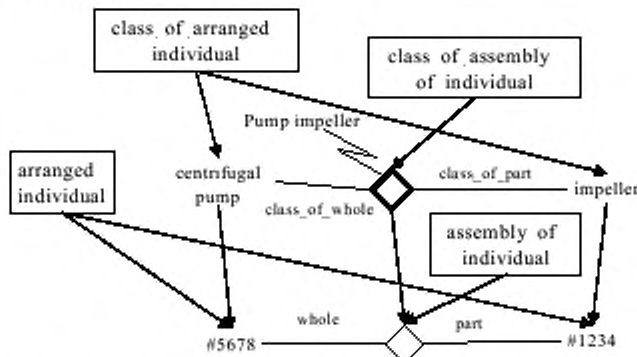 class of arranged
individual
class of assembly
of individual
Pump impeller
arranged
individual
centrifugal
pump
class_of_part
impeller
class_of_whole
assembly of
individual
whole
part
#5678
#1234